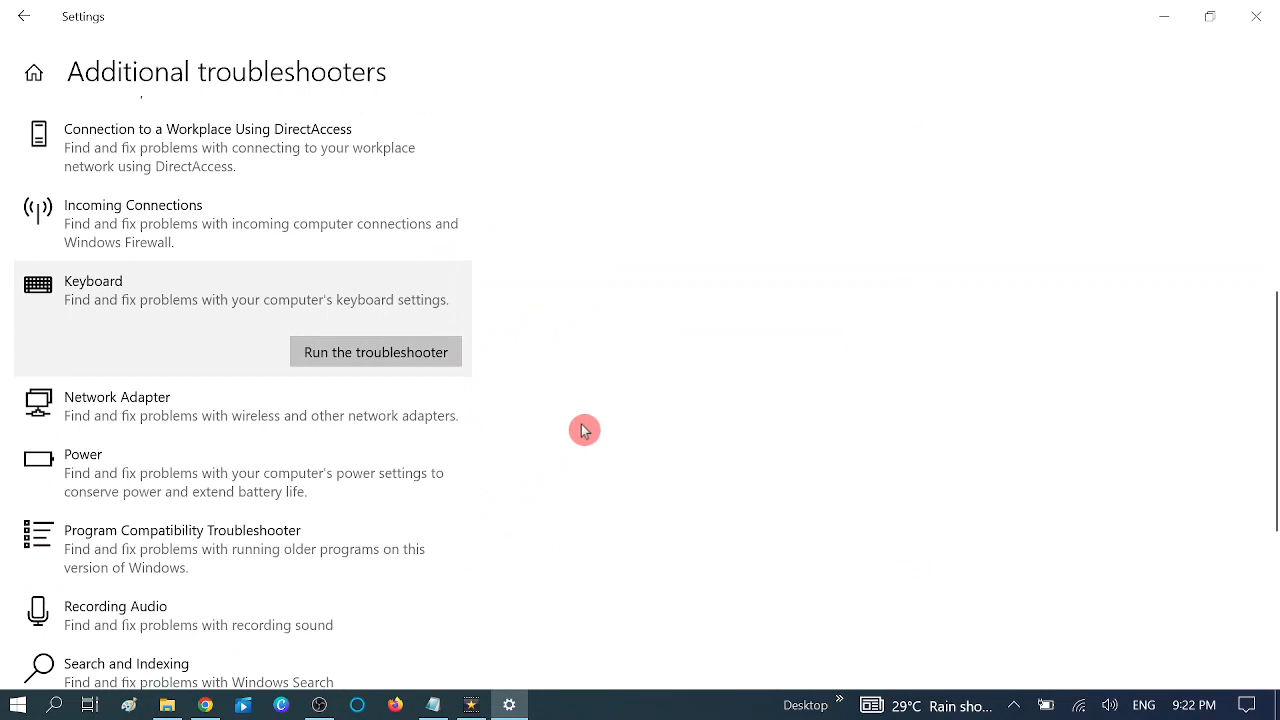 Settings
Additional troubleshooters
Connection to a Workplace Using DirectAccess
Find and fix problems with connecting to your workplace
network using DirectAccess.
Incoming Connections
Find and fix problems with incoming computer connections and
Windows Firewall.
Keyboard
Find and fix problems with your computer's keyboard settings.
Run the troubleshooter
Network Adapter
Find and fix problems with wireless and other network adapters.
Power
Find and fix problems with your computer's power settings to
conserve power and extend battery life.
Program Compatibility Troubleshooter
Find and fix problems with running older programs on this
version of Windows.
Recording Audio
Find and fix problems with recording sound
Search and Indexing
Find and fix problems with Windows Search
Desktop
29°C Rain sho...
ENG
9:22 PM